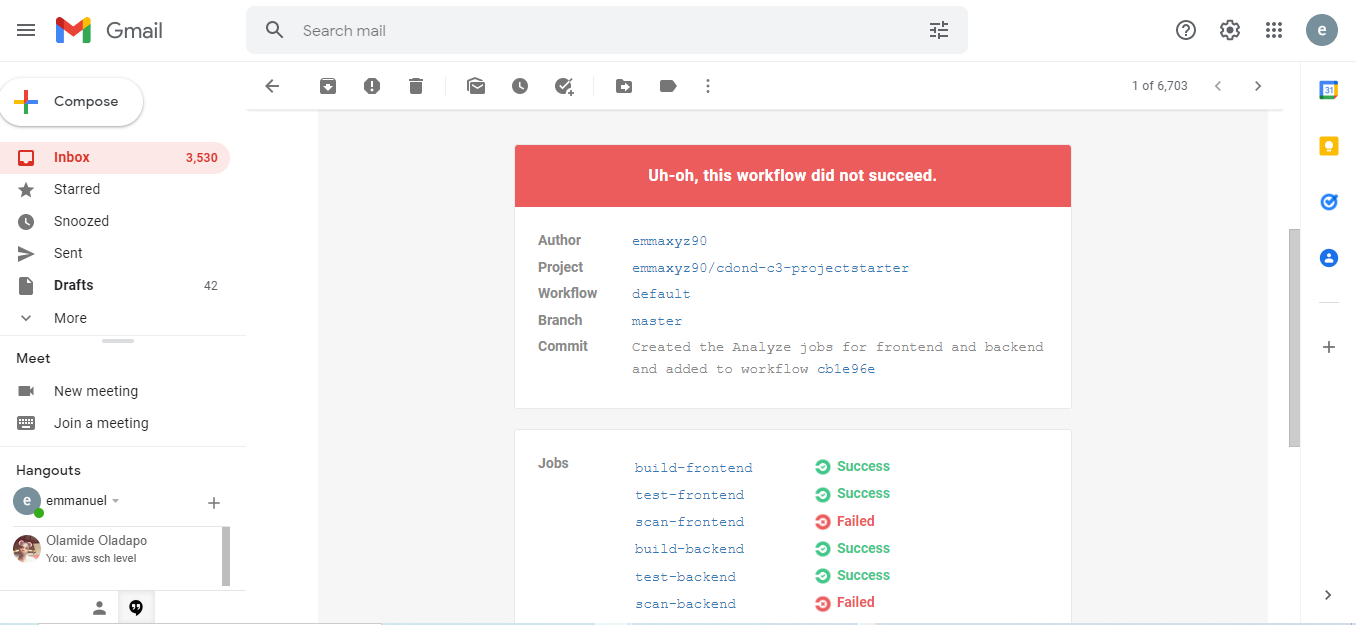 Gmail
Search mail
e
Compose
1 of 6,703
31
Inbox 3,530
Starred
Snoozed
Sent
Drafts 42
More
Meet
New meeting
Join a meeting
Hangouts
e emmanuel
Olamide Oladapo
You: aws sch level
Uh-oh, this workflow did not succeed.
Author emmaxyz90
Project emmaxyz90/cdond-c3-projectstarter
Workflow default
Branch master
Commit Created the Analyze jobs for frontend and backend
and added to workflow cb1e96e
Jobs build-frontend Success
test-frontend Success
scan-frontend Failed
build-backend Success
test-backend Success
scan-backend Failed